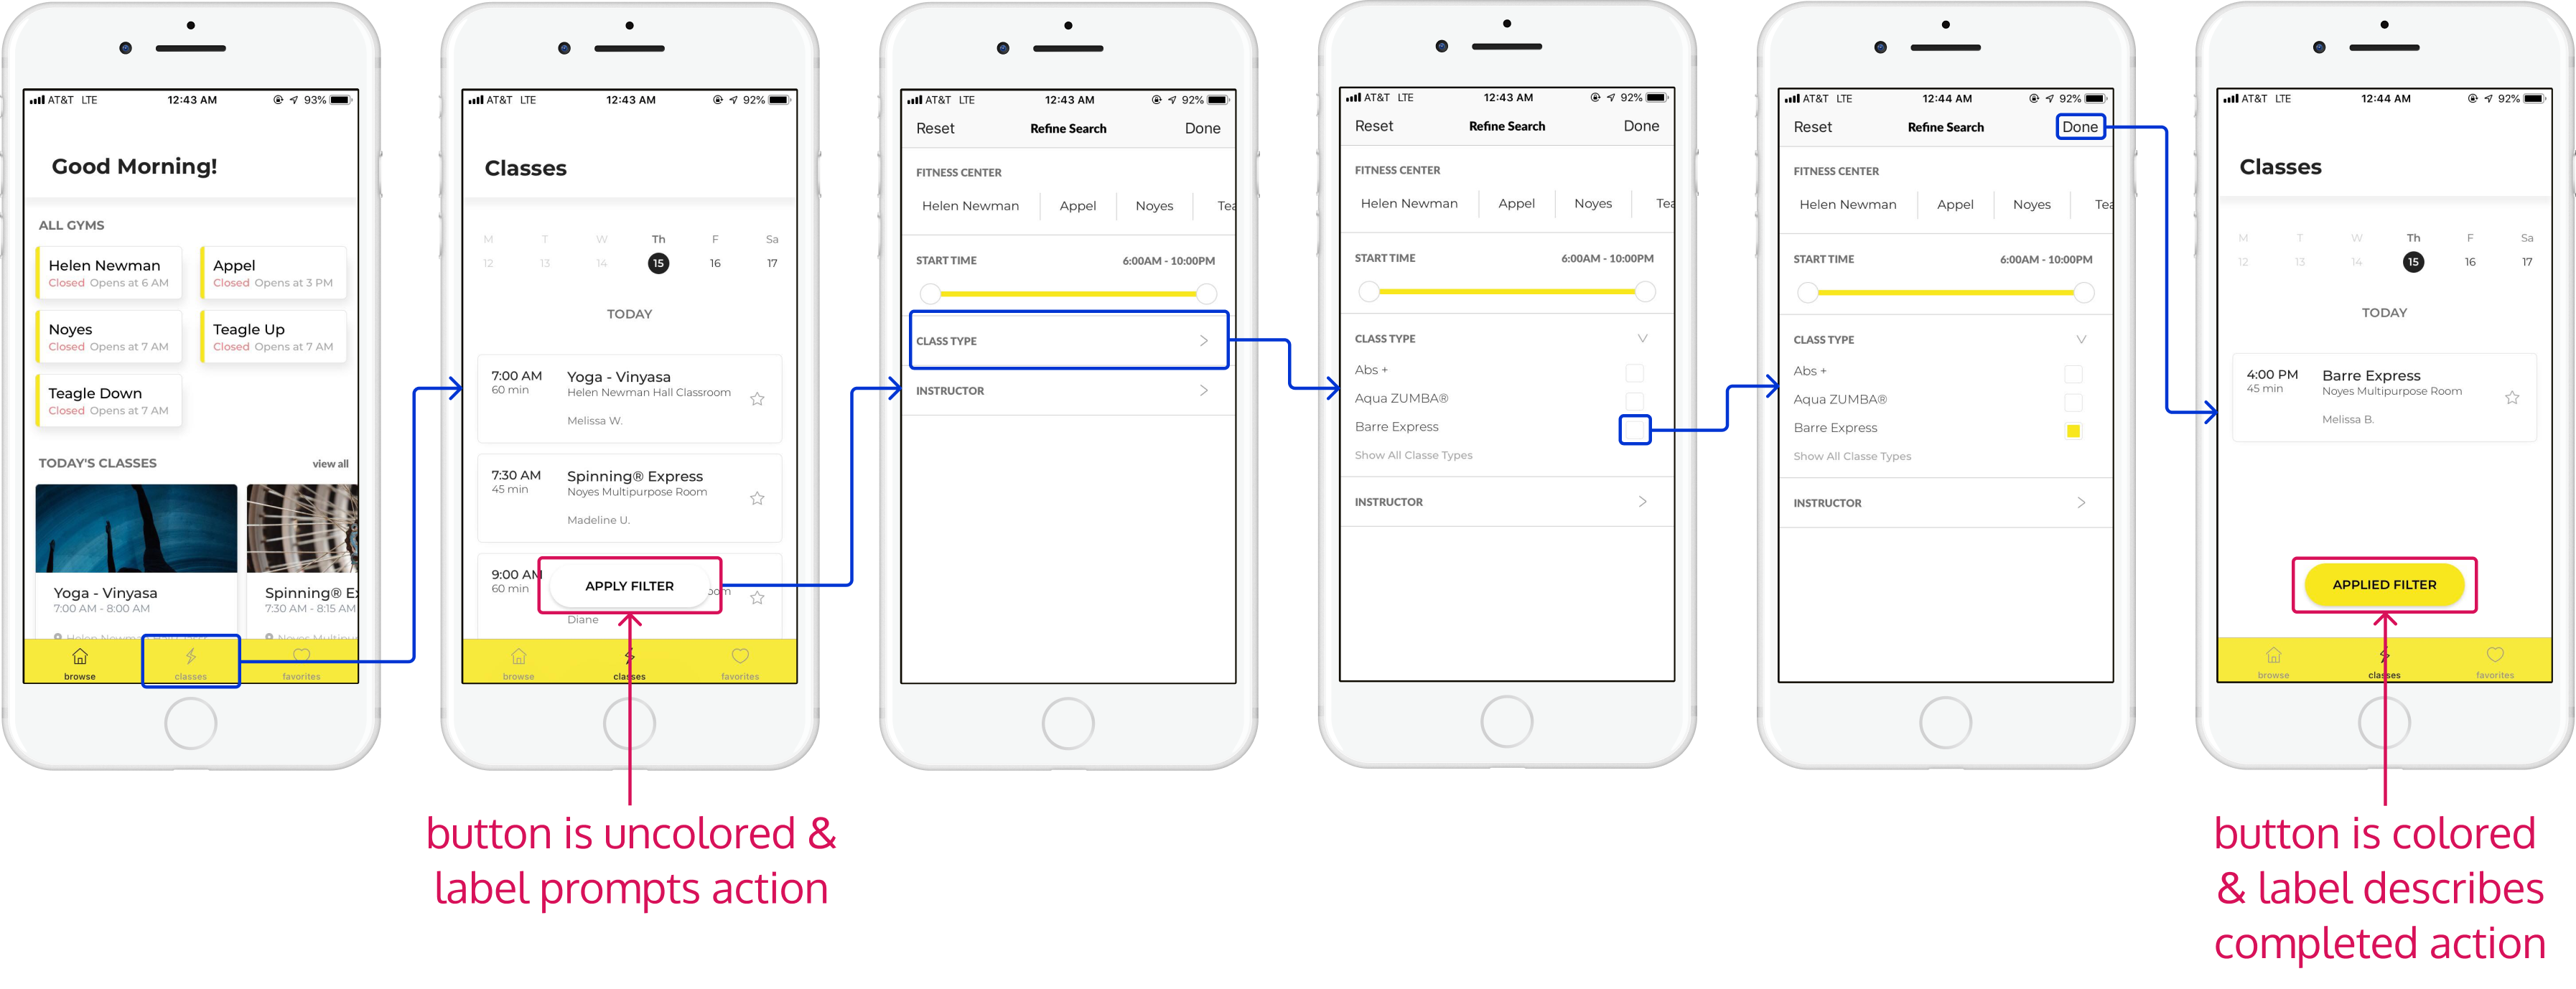 AT&T LTE 12:43 AM 93%
Good Morning!
ALL GYMS
Helen Newman
Closed Opens at 6 AM
Appel
Closed Opens at 3 PM
Noyes
Closed Opens at 7 AM
Teagle Up
Closed Opens at 7 AM
Teagle Down
Closed Opens at 7 AM
TODAY'S CLASSES view all
Yoga - Vinyasa
7:00 AM - 8:00 AM
Spinning® Ex
7:30 AM - 8:15 AM
browse classes favorites
AT&T LTE 12:43 AM 92%
Classes
M T W Th F Sa
12 13 14 15 16 17
TODAY
7:00 AM
60 min
Yoga - Vinyasa
Helen Newman Hall Classroom
Melissa W.
7:30 AM
45 min
Spinning® Express
Noyes Multipurpose Room
Madeline U.
9:00 AM
60 min
oom
Diane
APPLY FILTER
browse classes favorites
AT&T LTE 12:43 AM 92%
Reset Refine Search Done
FITNESS CENTER
Helen Newman Appel Noyes Tea
START TIME 6:00AM - 10:00PM
CLASS TYPE
INSTRUCTOR
AT&T LTE 12:43 AM 92%
Reset Refine Search Done
FITNESS CENTER
Helen Newman Appel Noyes Tea
START TIME 6:00AM - 10:00PM
CLASS TYPE
Abs +
Aqua ZUMBA®
Barre Express
Show All Classe Types
INSTRUCTOR
AT&T LTE 12:44 AM 92%
Reset Refine Search Done
FITNESS CENTER
Helen Newman Appel Noyes Tea
START TIME 6:00AM - 10:00PM
CLASS TYPE
Abs +
Aqua ZUMBA®
Barre Express
Show All Classe Types
INSTRUCTOR
AT&T LTE 12:44 AM 92%
Classes
M T W Th F Sa
12 13 14 15 16 17
TODAY
4:00 PM
45 min
Barre Express
Noyes Multipurpose Room
Melissa B.
APPLIED FILTER
browse classes favorites
button is uncolored &
label prompts action
button is colored
& label describes
completed action